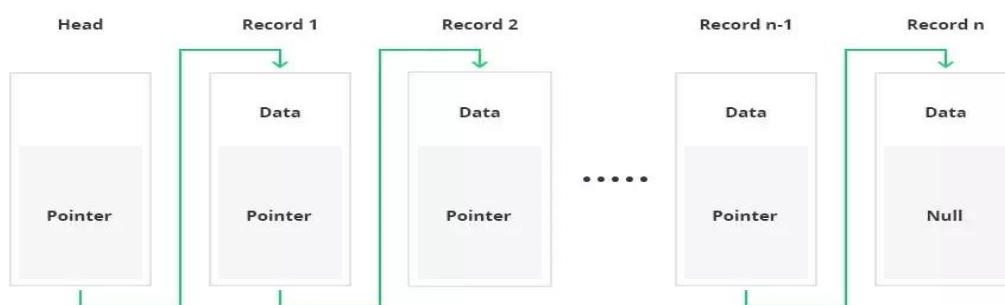 Head Record 1 Record 2 Record n-1 Record n
Data Data Data Data
.....
Pointer Pointer Pointer Pointer Null